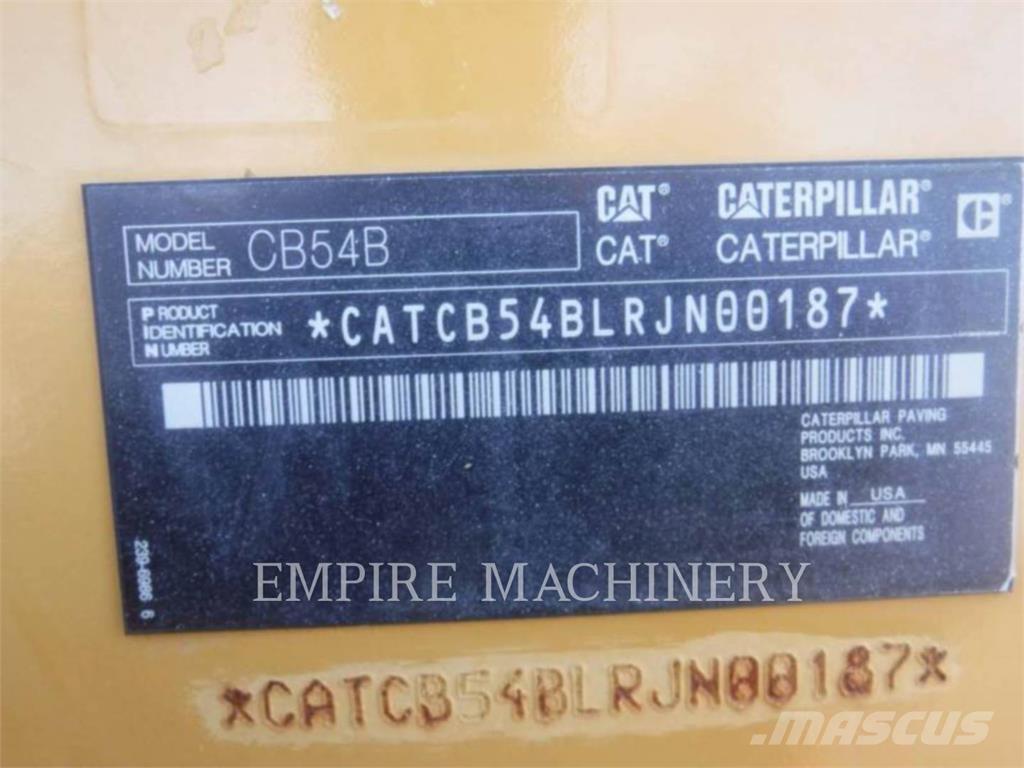 CAT® CATERPILLAR®
CAT® CATERPILLAR®
MODEL NUMBER CB54B
PRODUCT IDENTIFICATION NUMBER *CATCB54BLRJN00187*
CATERPILLAR PAVING
PRODUCTS INC.
BROOKLYN PARK, MN 55445
USA
MADE IN USA
OF DOMESTIC AND
FOREIGN COMPONENTS
EMPIRE MACHINERY
*CATCB54BLRJN00187*
MASCUS